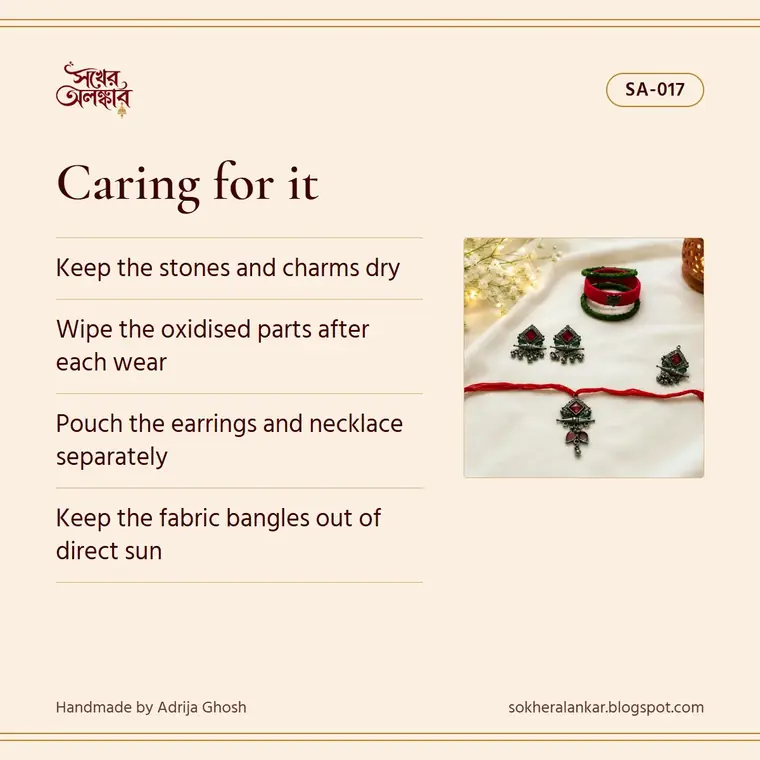 সখের
অলঙ্কার
SA-017
Caring for it
Keep the stones and charms dry
Wipe the oxidised parts after
each wear
Pouch the earrings and necklace
separately
Keep the fabric bangles out of
direct sun
Handmade by Adrija Ghosh
sokheralankar.blogspot.com